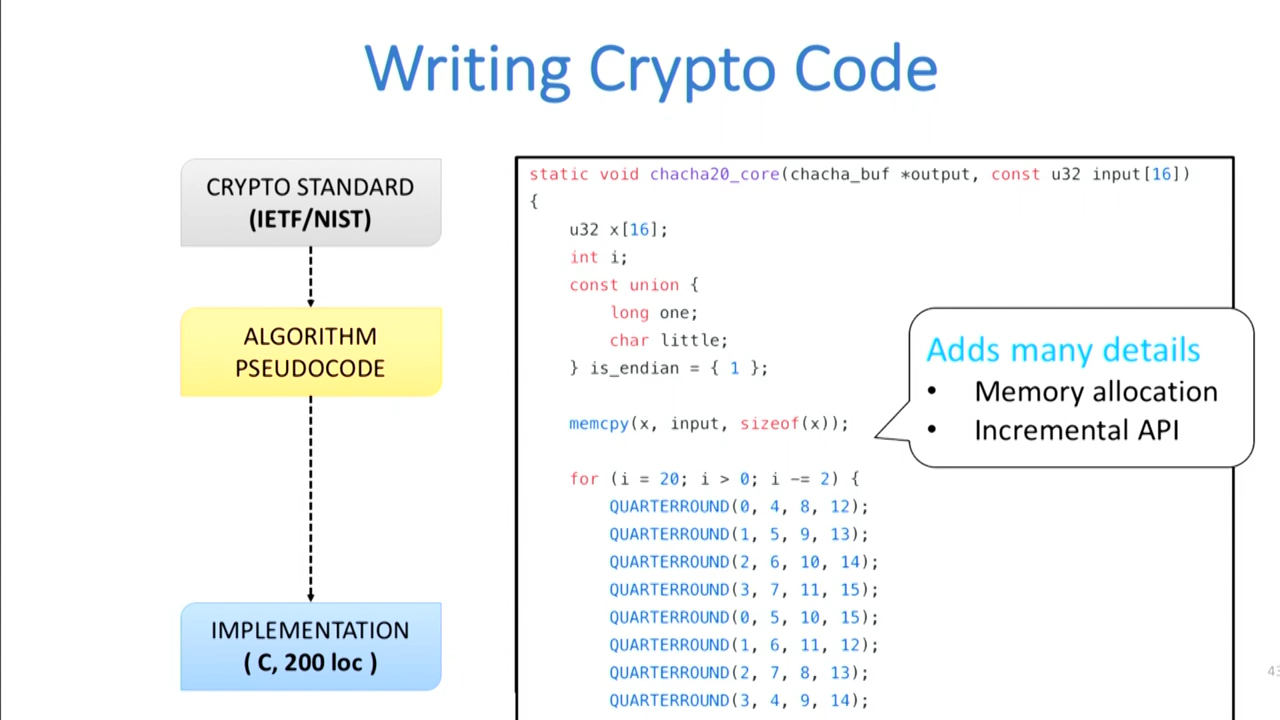 Writing Crypto Code
CRYPTO STANDARD
(IETF/NIST)
ALGORITHM
PSEUDOCODE
IMPLEMENTATION
( C, 200 loc )
static void chacha20_core(chacha_buf *output, const u32 input[16])
{
    u32 x[16];
    int i;
    const union {
        long one;
        char little;
    } is_endian = { 1 };
    memcpy(x, input, sizeof(x));
    for (i = 20; i > 0; i -= 2) {
        QUARTERROUND(0, 4, 8, 12);
        QUARTERROUND(1, 5, 9, 13);
        QUARTERROUND(2, 6, 10, 14);
        QUARTERROUND(3, 7, 11, 15);
        QUARTERROUND(0, 5, 10, 15);
        QUARTERROUND(1, 6, 11, 12);
        QUARTERROUND(2, 7, 8, 13);
        QUARTERROUND(3, 4, 9, 14);
Adds many details
• Memory allocation
• Incremental API